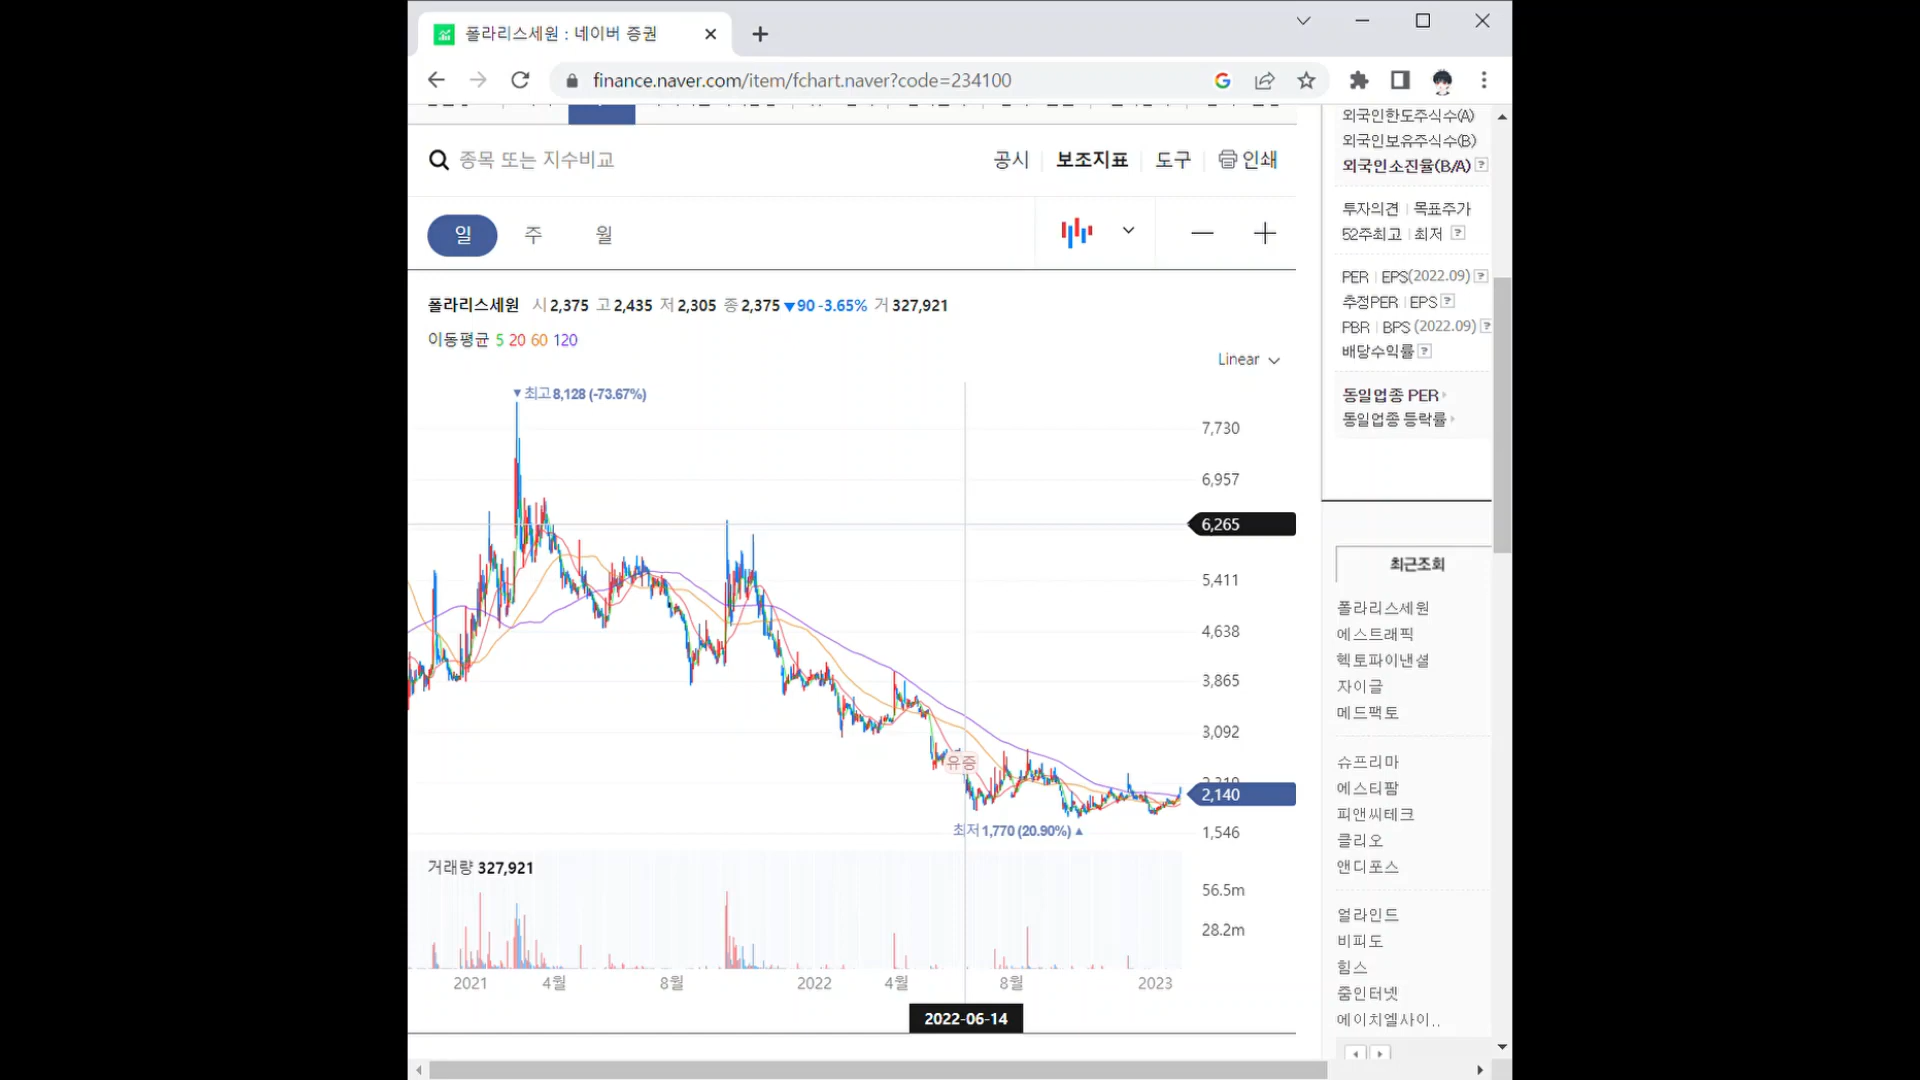 폴라리스세원 : 네이버 증권
finance.naver.com/item/fchart.naver?code=234100
종목 또는 지수비교
공시 보조지표 도구 인쇄
일 주 월
폴라리스세원 시 2,375 고 2,435 저 2,305 종 2,375 ▼90 -3.65% 거 327,921
이동평균 5 20 60 120
Linear
▼최고 8,128 (-73.67%)
7,730
6,957
6,265
5,411
4,638
3,865
3,092
유증
2,140
최저 1,770 (20.90%) ▲
1,546
거래량 327,921
56.5m
28.2m
2021 4월 8월 2022 4월 8월 2023
2022-06-14
외국인한도주식수(A)
외국인보유주식수(B)
외국인소진율(B/A) ?
투자의견 | 목표주가
52주최고 | 최저 ?
PER | EPS(2022.09) ?
추정PER | EPS ?
PBR | BPS (2022.09) ?
배당수익률 ?
동일업종 PER
동일업종 등락률
최근조회
폴라리스세원
에스트래픽
헥토파이낸셜
자이글
메드팩토
슈프리마
에스티팜
피앤씨테크
클리오
앤디포스
얼라인드
비피도
힘스
줌인터넷
에이치엘사이..